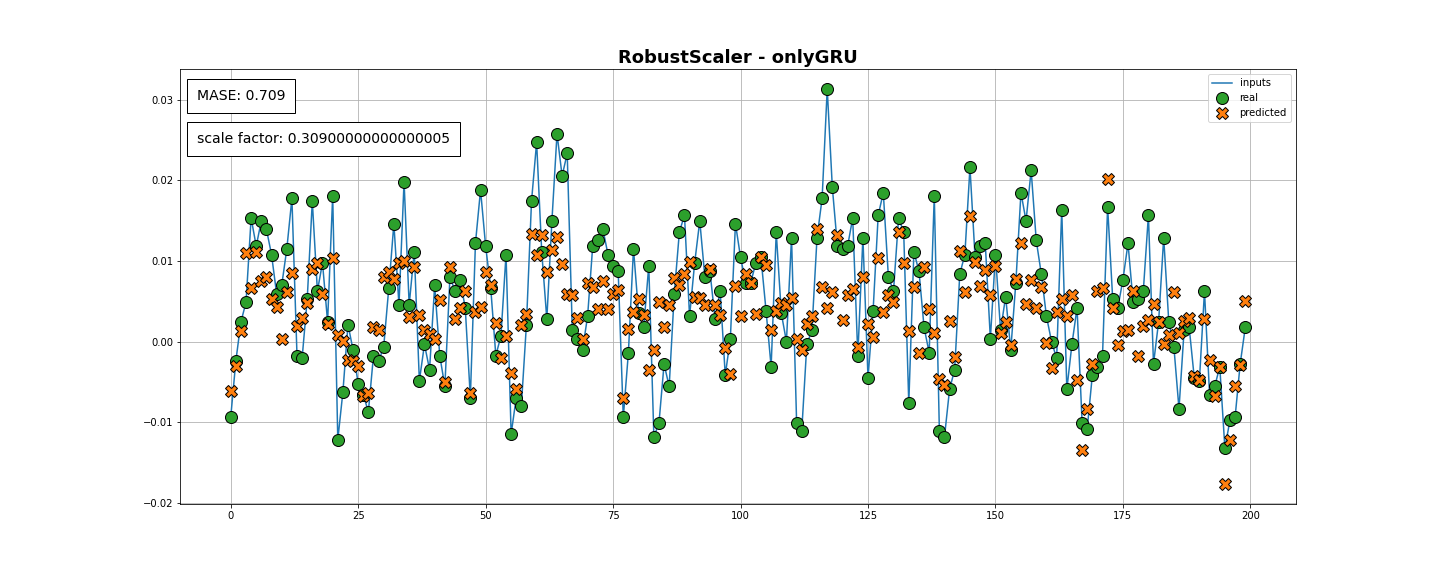 RobustScaler - onlyGRU
MASE: 0.709
scale factor: 0.30900000000000005
inputs
real
predicted
0.03
0.02
0.01
0.00
−0.01
−0.02
0 25 50 75 100 125 150 175 200